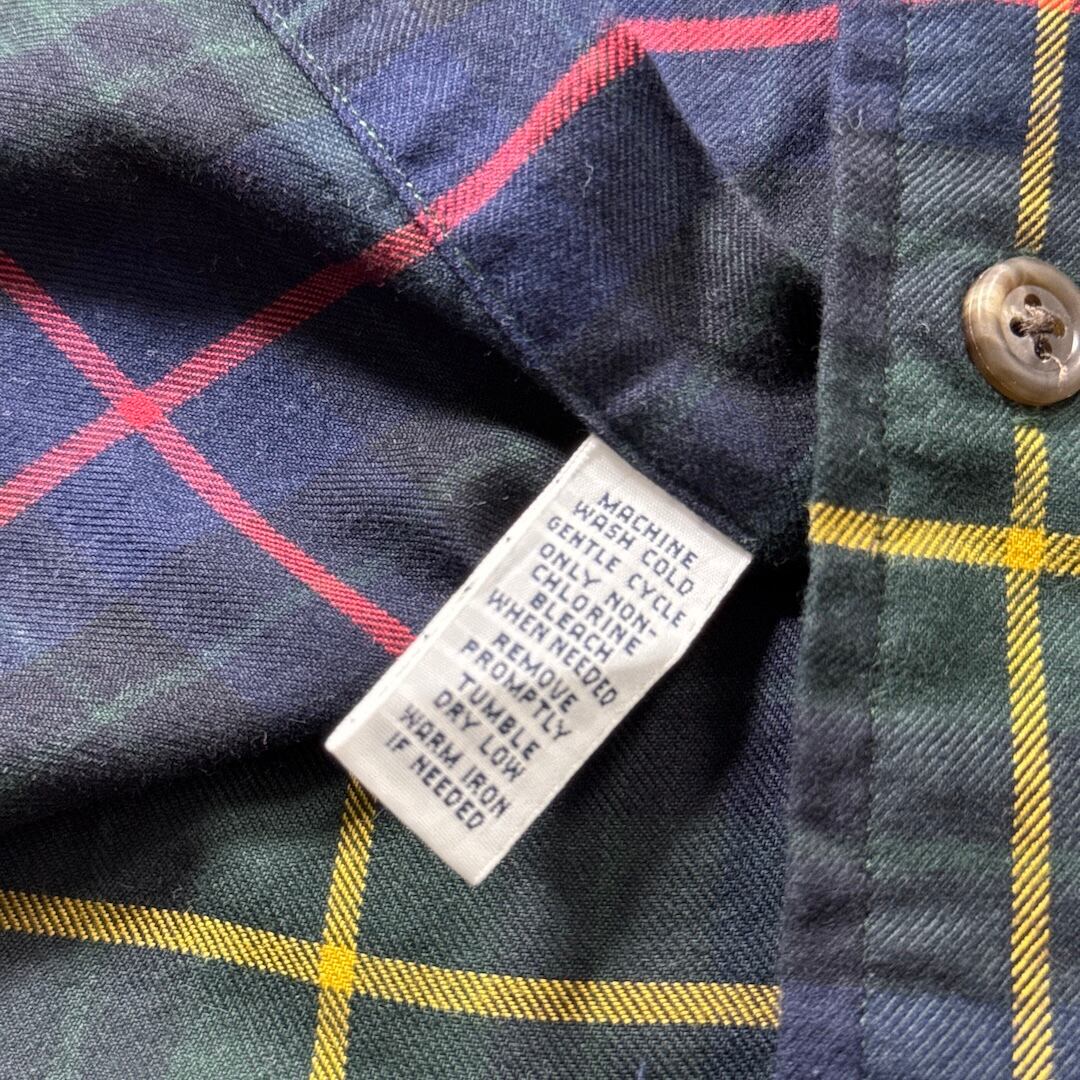 MACHINE
WASH COLD
GENTLE CYCLE
ONLY NON-
CHLORINE
BLEACH
WHEN NEEDED
REMOVE
PROMPTLY
TUMBLE
DRY LOW
WARM IRON
IF
NEEDED